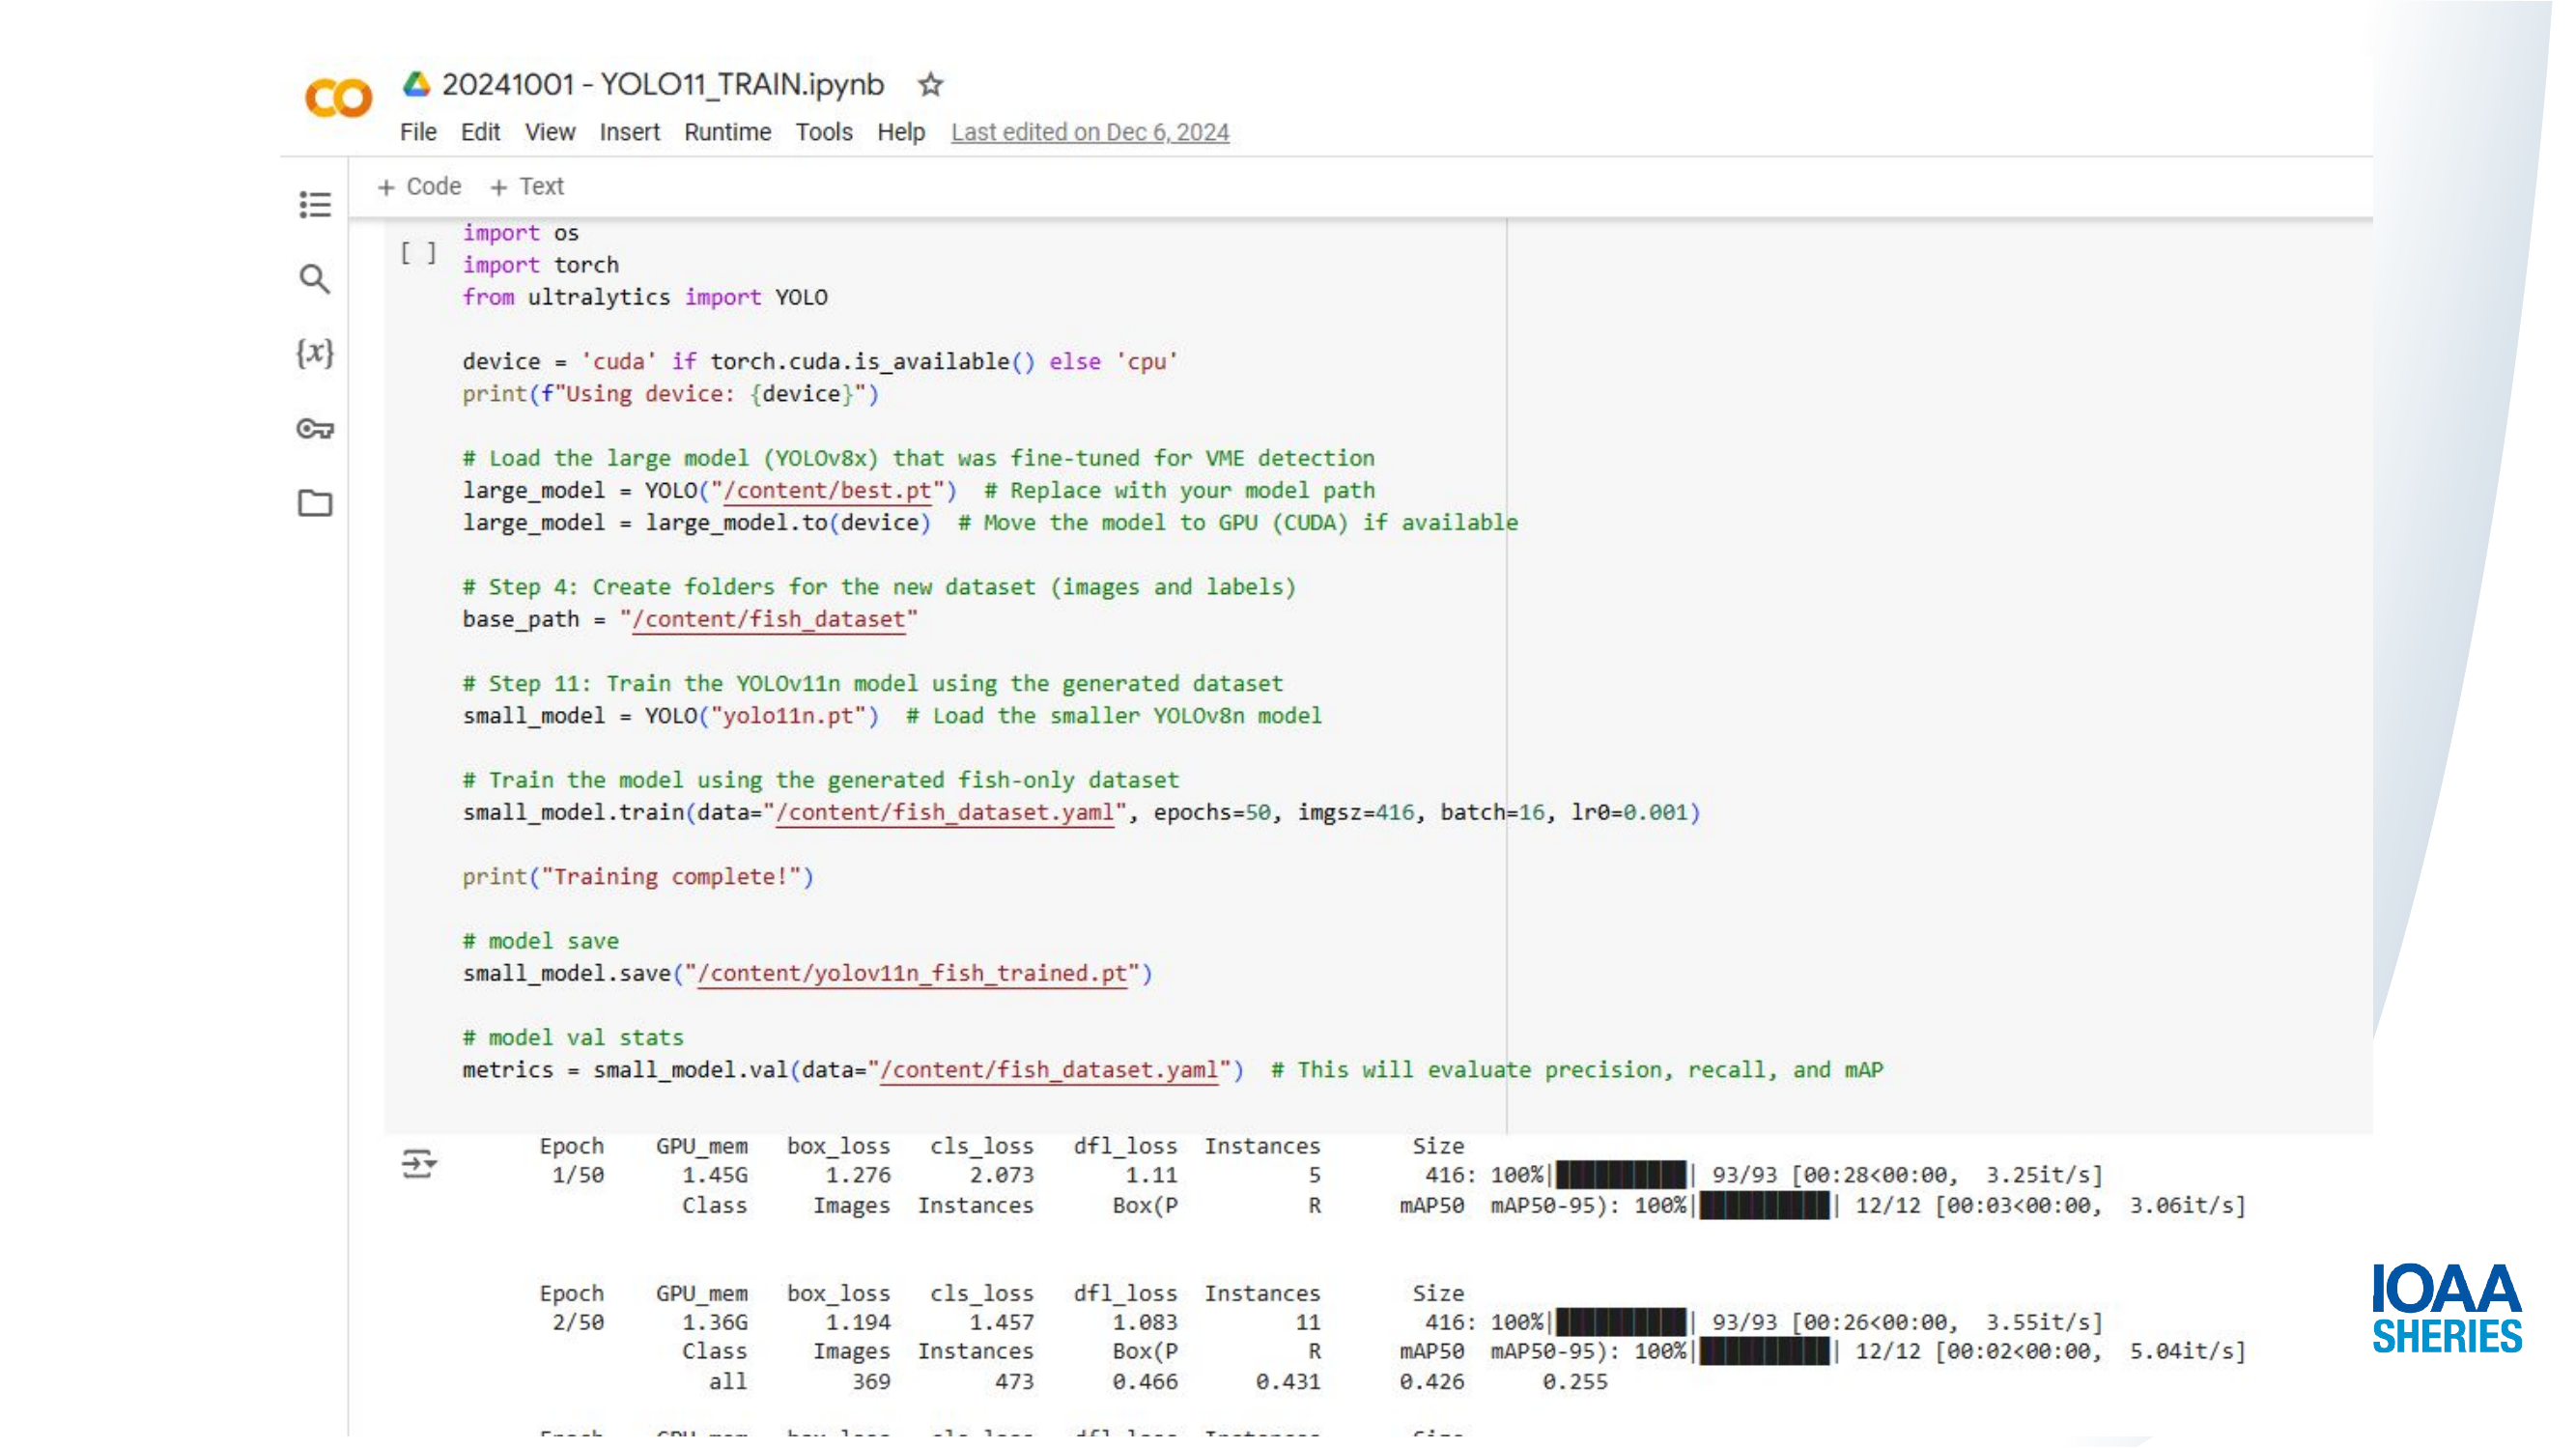 20241001 - YOLO11_TRAIN.ipynb
File Edit View Insert Runtime Tools Help Last edited on Dec 6, 2024
+ Code + Text
[ ]
import os
import torch
from ultralytics import YOLO
{x}
device = 'cuda' if torch.cuda.is_available() else 'cpu'
print(f"Using device: {device}")
# Load the large model (YOLOv8x) that was fine-tuned for VME detection
large_model = YOLO("/content/best.pt")  # Replace with your model path
large_model = large_model.to(device)  # Move the model to GPU (CUDA) if available
# Step 4: Create folders for the new dataset (images and labels)
base_path = "/content/fish_dataset"
# Step 11: Train the YOLOv11n model using the generated dataset
small_model = YOLO("yolo11n.pt")  # Load the smaller YOLOv8n model
# Train the model using the generated fish-only dataset
small_model.train(data="/content/fish_dataset.yaml", epochs=50, imgsz=416, batch=16, lr0=0.001)
print("Training complete!")
# model save
small_model.save("/content/yolov11n_fish_trained.pt")
# model val stats
metrics = small_model.val(data="/content/fish_dataset.yaml")  # This will evaluate precision, recall, and mAP
Epoch GPU_mem box_loss cls_loss dfl_loss Instances Size
1/50 1.45G 1.276 2.073 1.11 5 416: 100%|██████████| 93/93 [00:28<00:00, 3.25it/s]
Class Images Instances Box(P R mAP50 mAP50-95): 100%|██████████| 12/12 [00:03<00:00, 3.06it/s]
Epoch GPU_mem box_loss cls_loss dfl_loss Instances Size
2/50 1.36G 1.194 1.457 1.083 11 416: 100%|██████████| 93/93 [00:26<00:00, 3.55it/s]
Class Images Instances Box(P R mAP50 mAP50-95): 100%|██████████| 12/12 [00:02<00:00, 5.04it/s]
all 369 473 0.466 0.431 0.426 0.255
Epoch GPU_mem box_loss cls_loss dfl_loss Instances Size
IOAA
SHERIES